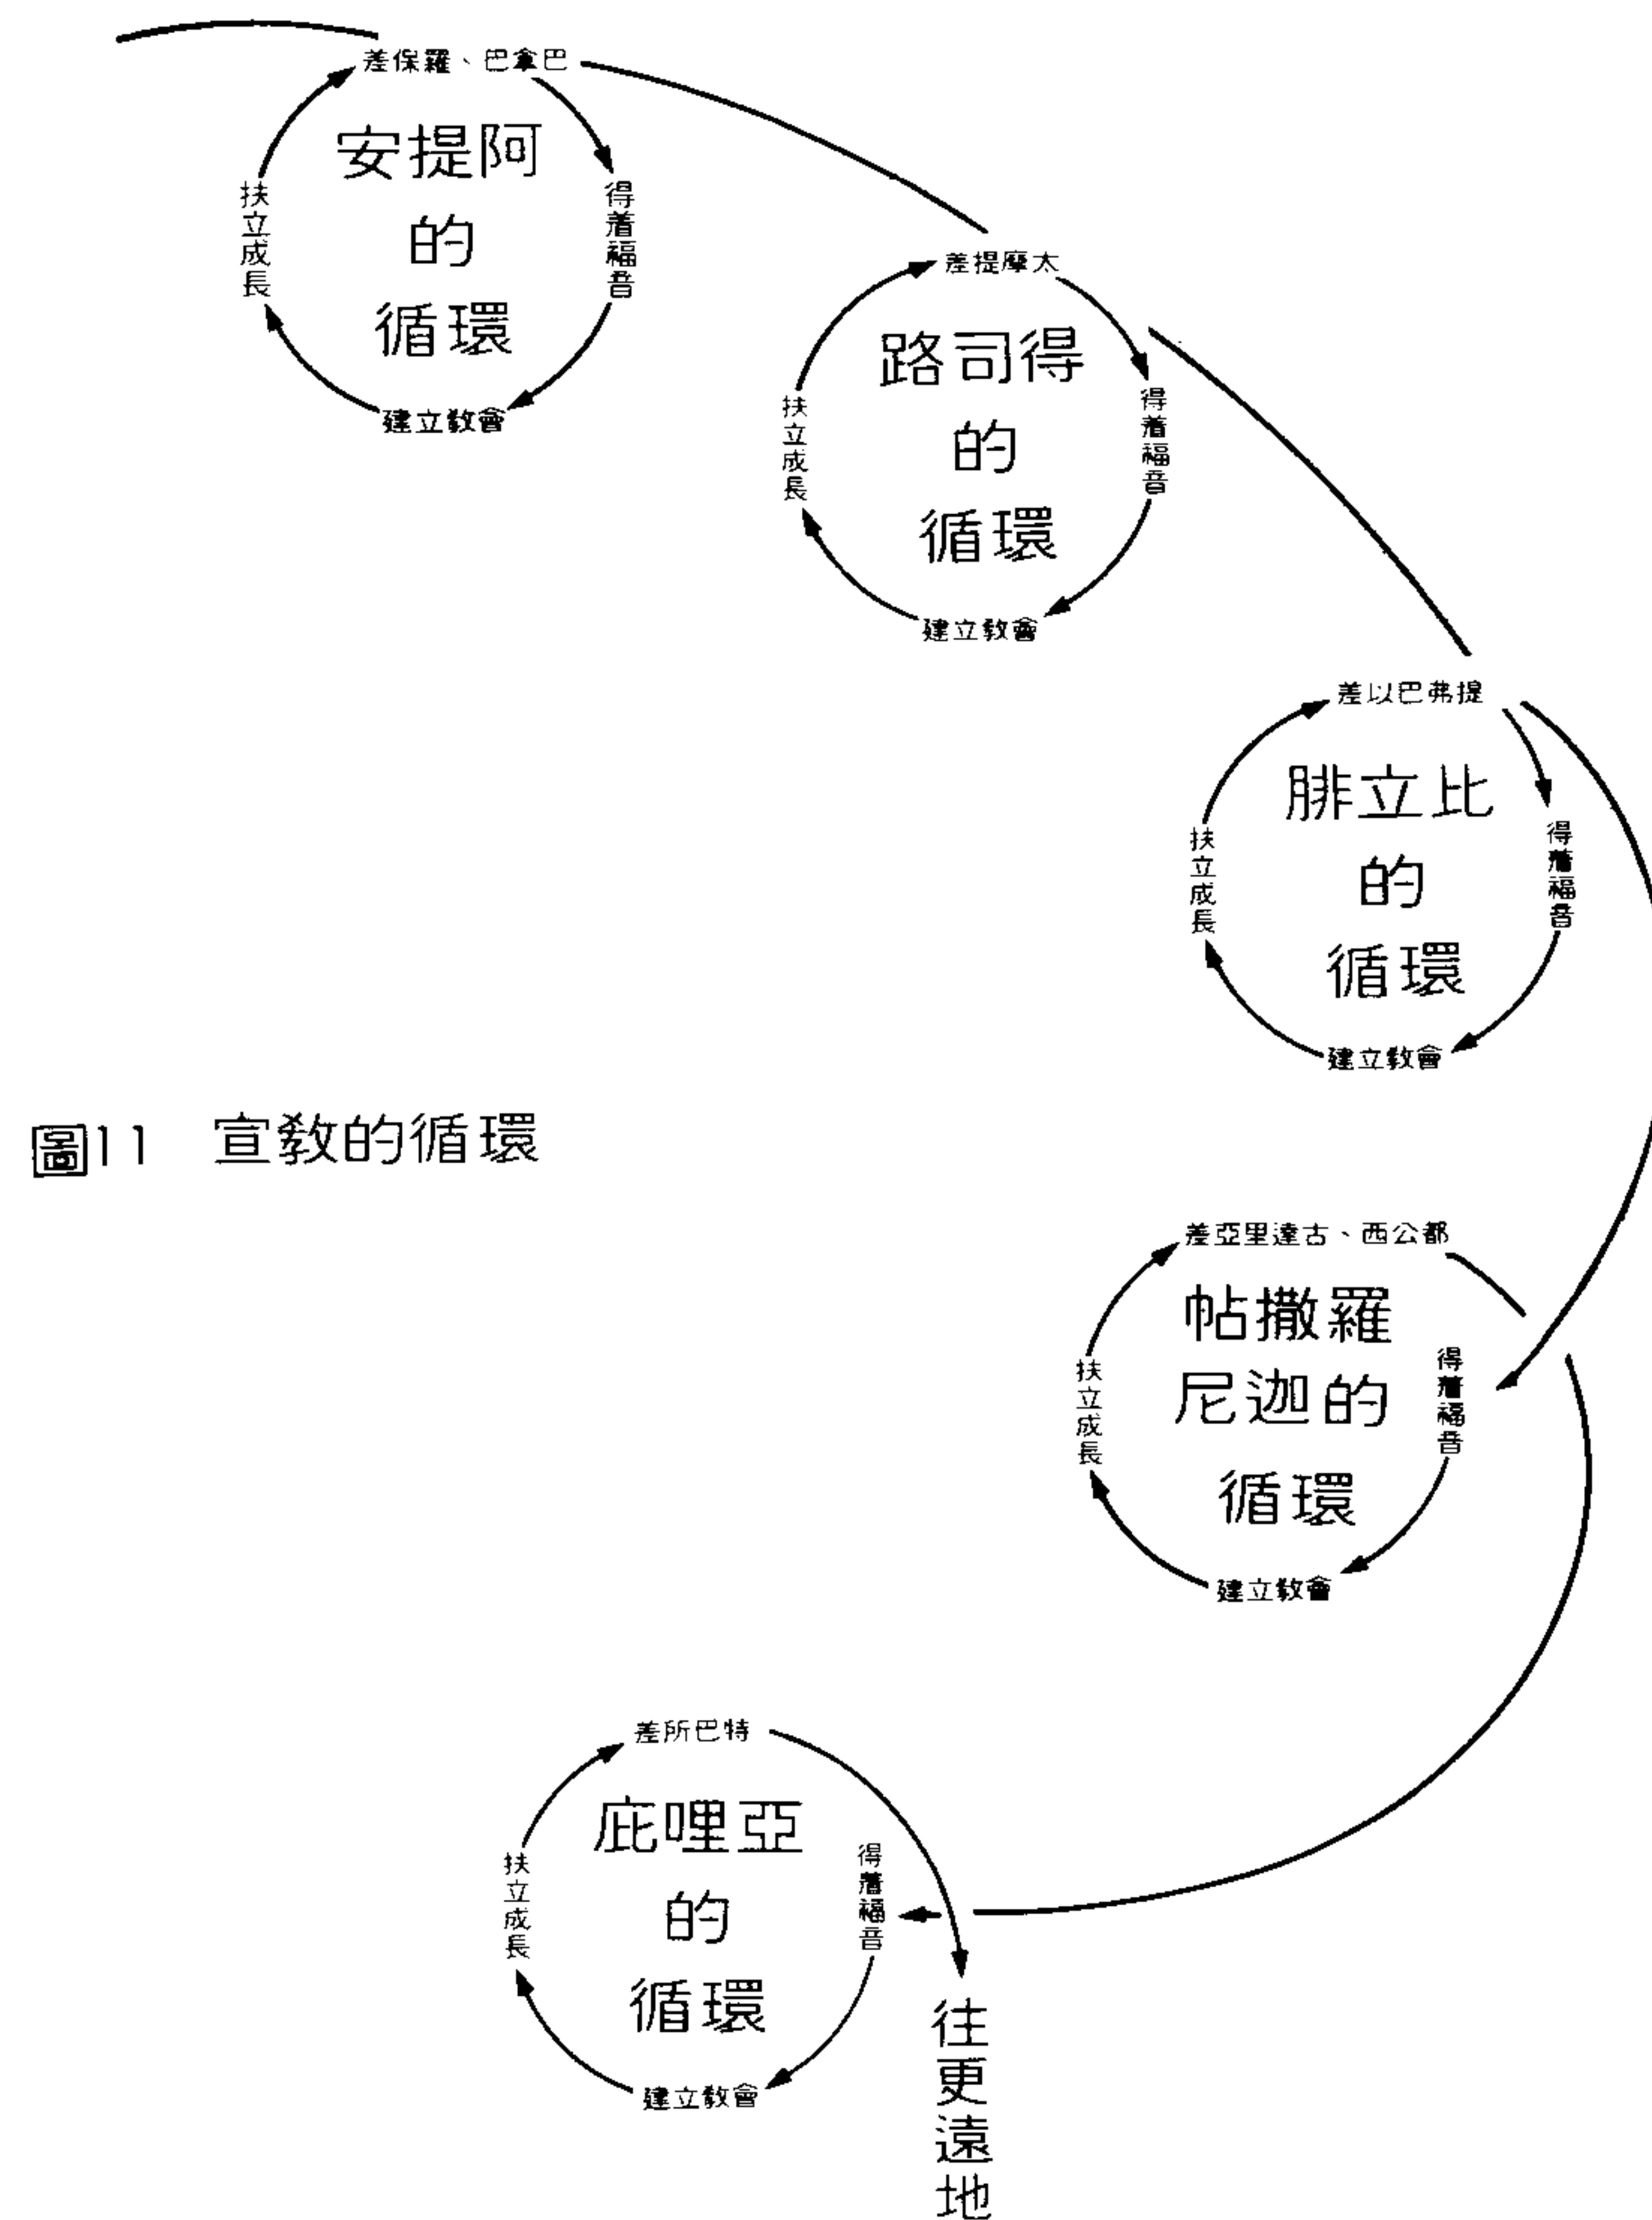 差保羅、巴拿巴
安提阿
的
循環
得着福音
建立教會
扶立成長
差提摩太
路司得
的
循環
得着福音
建立教會
扶立成長
差以巴弗提
腓立比
的
循環
得着福音
建立教會
扶立成長
圖11 宣教的循環
差亞里達古、西公都
帖撒羅
尼迦的
循環
得着福音
建立教會
扶立成長
差所巴特
庇哩亞
的
循環
得着福音
建立教會
扶立成長
往更遠地